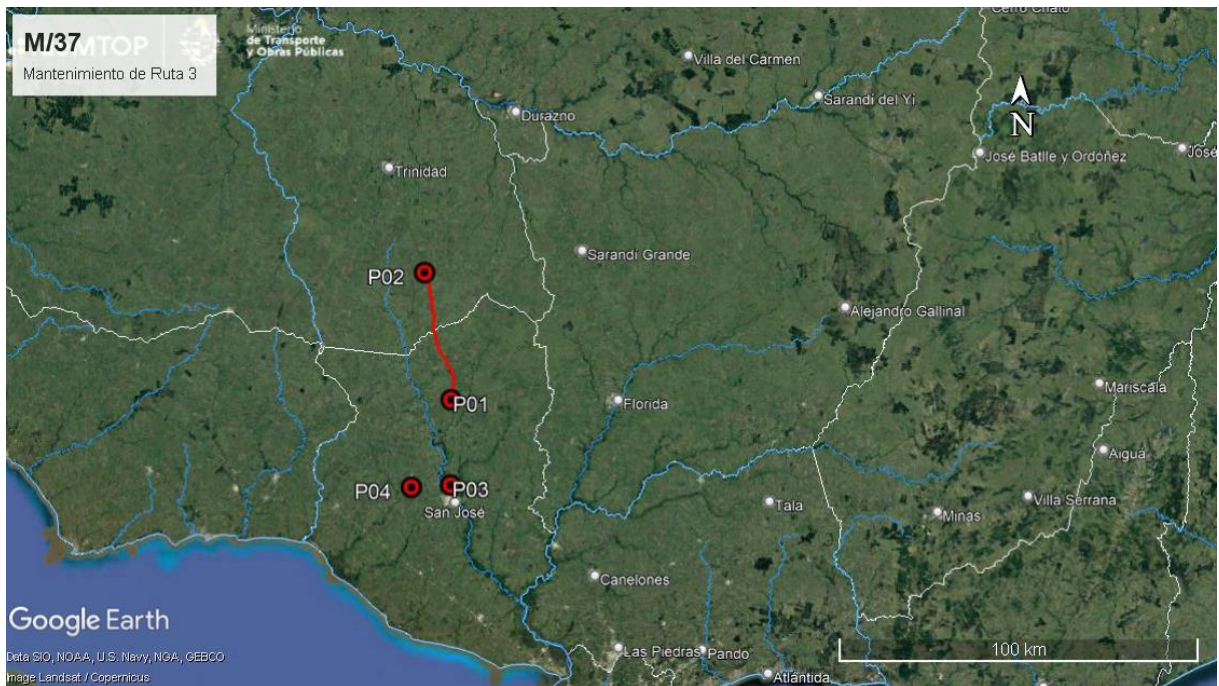 M/37
MTOP
Ministerio
de Transporte
y Obras Públicas
Mantenimiento de Ruta 3
Cerro Chato
Villa del Carmen
Sarandí del Yi
Durazno
N
José Batlle y Ordóñez
José
Trinidad
Sarandí Grande
P02
Alejandro Gallinal
Mariscala
P01
Florida
Aiguá
P04
P03
San José
Tala
Villa Serrana
Minas
Canelones
Google Earth
100 km
Data SIO, NOAA, U.S. Navy, NGA, GEBCO
Las Piedras
Pando
Image Landsat / Copernicus
Atlántida